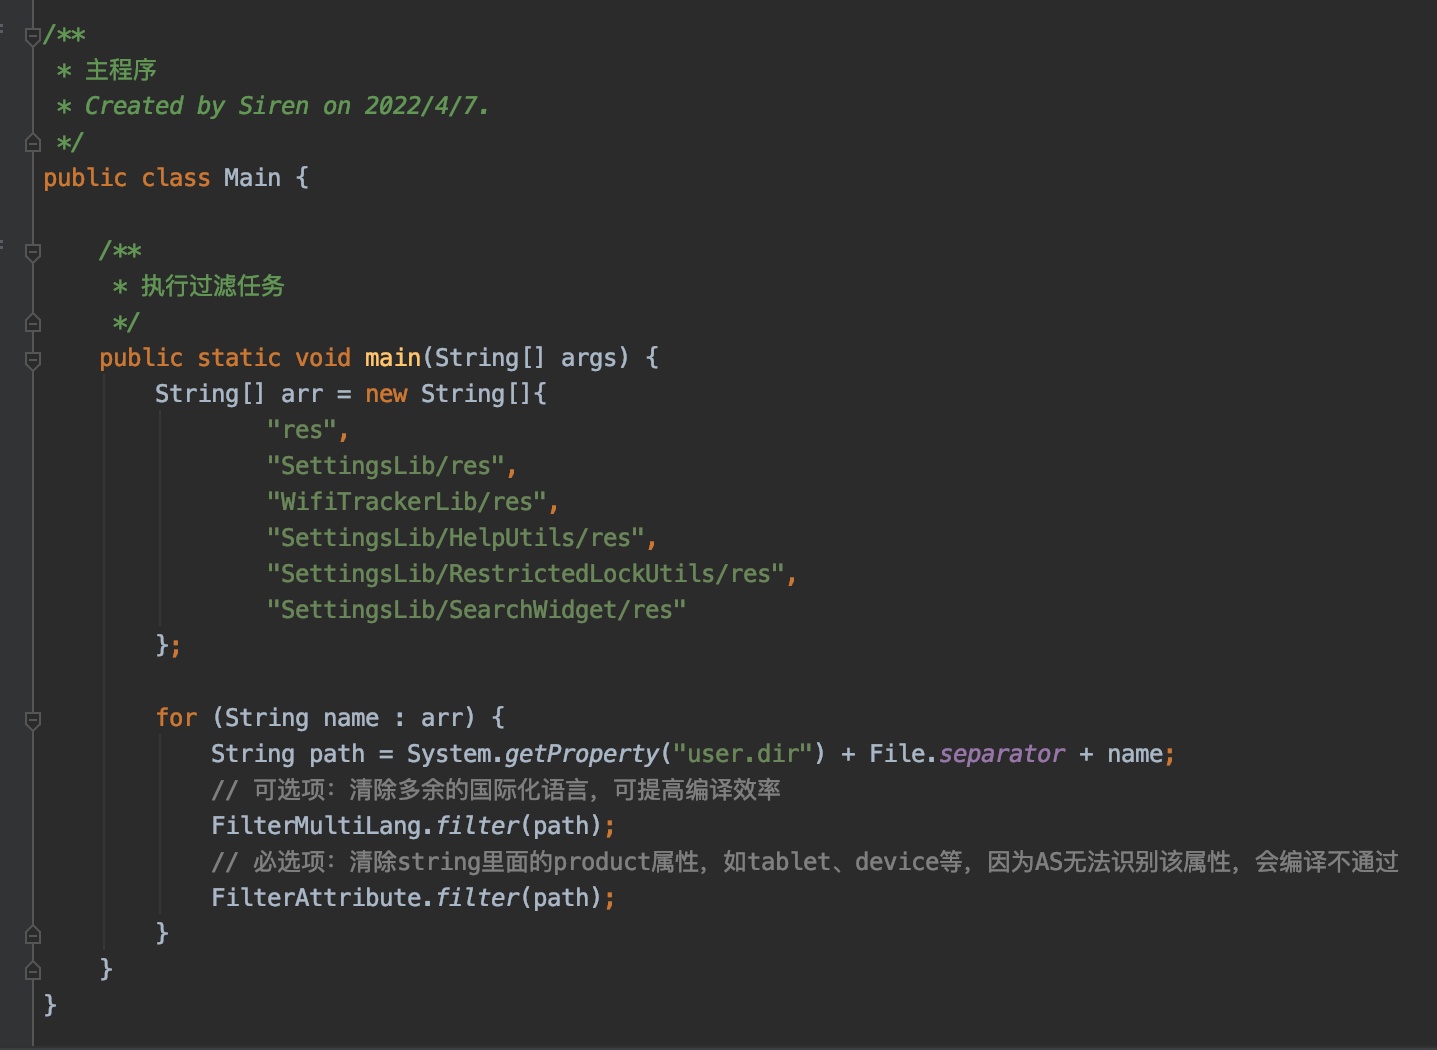 /**
 * 主程序
 * Created by Siren on 2022/4/7.
 */
public class Main {

    /**
     * 执行过滤任务
     */
    public static void main(String[] args) {
        String[] arr = new String[]{
                "res",
                "SettingsLib/res",
                "WifiTrackerLib/res",
                "SettingsLib/HelpUtils/res",
                "SettingsLib/RestrictedLockUtils/res",
                "SettingsLib/SearchWidget/res"
        };

        for (String name : arr) {
            String path = System.getProperty("user.dir") + File.separator + name;
            // 可选项：清除多余的国际化语言，可提高编译效率
            FilterMultiLang.filter(path);
            // 必选项：清除string里面的product属性，如tablet、device等，因为AS无法识别该属性，会编译不通过
            FilterAttribute.filter(path);
        }
    }
}